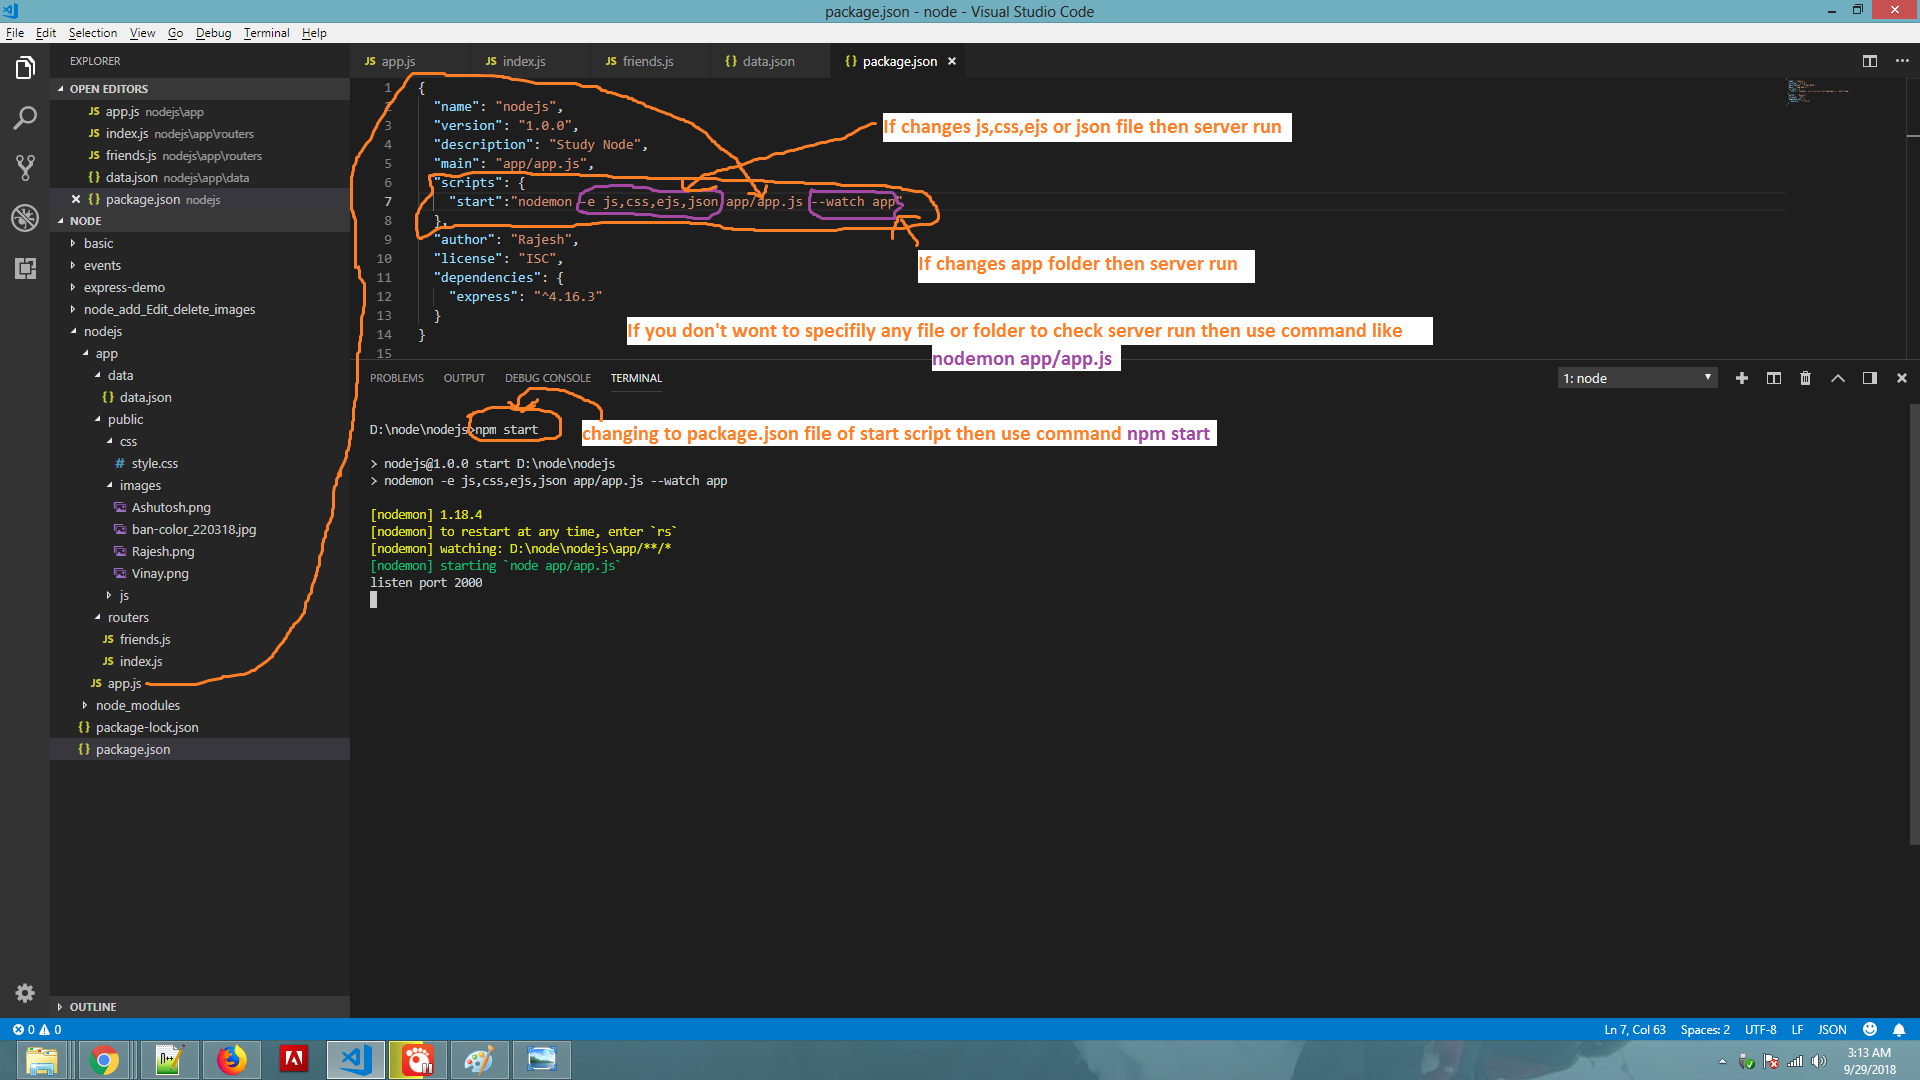 package.json - node - Visual Studio Code
File Edit Selection View Go Debug Terminal Help
EXPLORER
OPEN EDITORS
JS app.js nodejs\app
JS index.js nodejs\app\routers
JS friends.js nodejs\app\routers
{} data.json nodejs\app\data
× {} package.json nodejs
NODE
basic
events
express-demo
node_add_Edit_delete_images
nodejs
app
data
{} data.json
public
css
# style.css
images
Ashutosh.png
ban-color_220318.jpg
Rajesh.png
Vinay.png
js
routers
JS friends.js
JS index.js
JS app.js
node_modules
{} package-lock.json
{} package.json
OUTLINE
JS app.js JS index.js JS friends.js {} data.json {} package.json ×
1 {
2 "name": "nodejs",
3 "version": "1.0.0",
4 "description": "Study Node",
5 "main": "app/app.js",
6 "scripts": {
7 "start":"nodemon -e js,css,ejs,json app/app.js --watch app"
8 },
9 "author": "Rajesh",
10 "license": "ISC",
11 "dependencies": {
12 "express": "^4.16.3"
13 }
14 }
15
If changes js,css,ejs or json file then server run
If changes app folder then server run
If you don't wont to specifily any file or folder to check server run then use command like
nodemon app/app.js
PROBLEMS OUTPUT DEBUG CONSOLE TERMINAL
1: node
D:\node\nodejs>npm start
changing to package.json file of start script then use command npm start
> nodejs@1.0.0 start D:\node\nodejs
> nodemon -e js,css,ejs,json app/app.js --watch app
[nodemon] 1.18.4
[nodemon] to restart at any time, enter `rs`
[nodemon] watching: D:\node\nodejs\app/**/*
[nodemon] starting `node app/app.js`
listen port 2000
0 0
Ln 7, Col 63 Spaces: 2 UTF-8 LF JSON
3:13 AM
9/29/2018